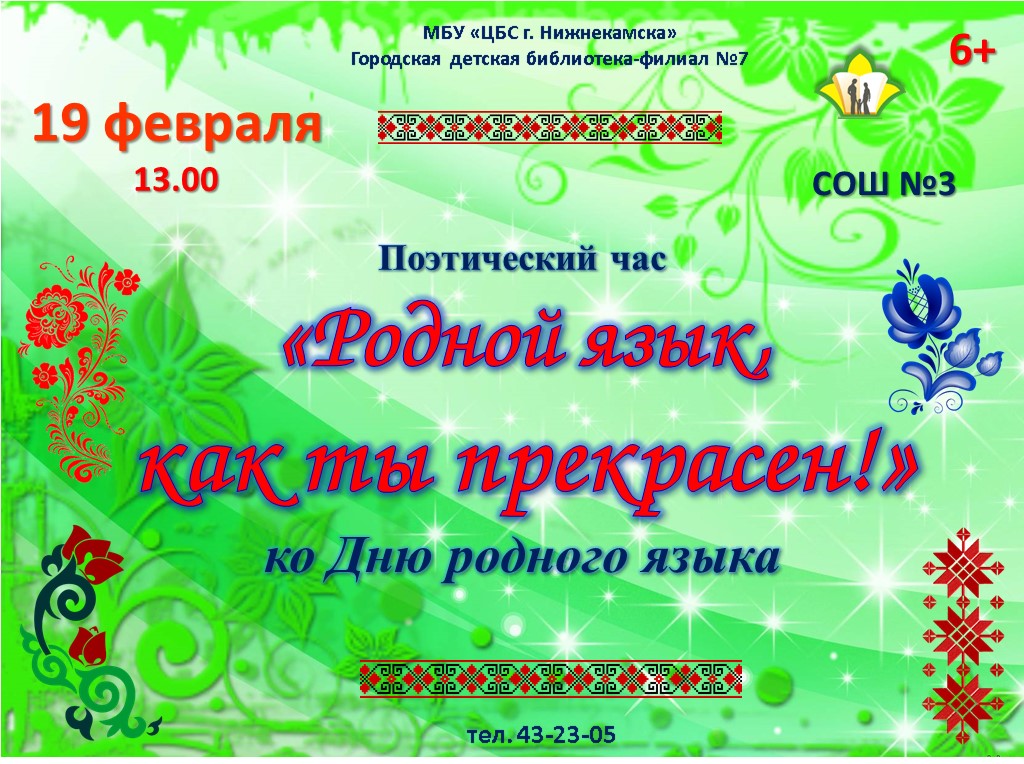 МБУ «ЦБС г. Нижнекамска»
Городская детская библиотека-филиал №7
6+
19 февраля
13.00
СОШ №3
Поэтический час
«Родной язык,
как ты прекрасен!»
ко Дню родного языка
тел. 43-23-05